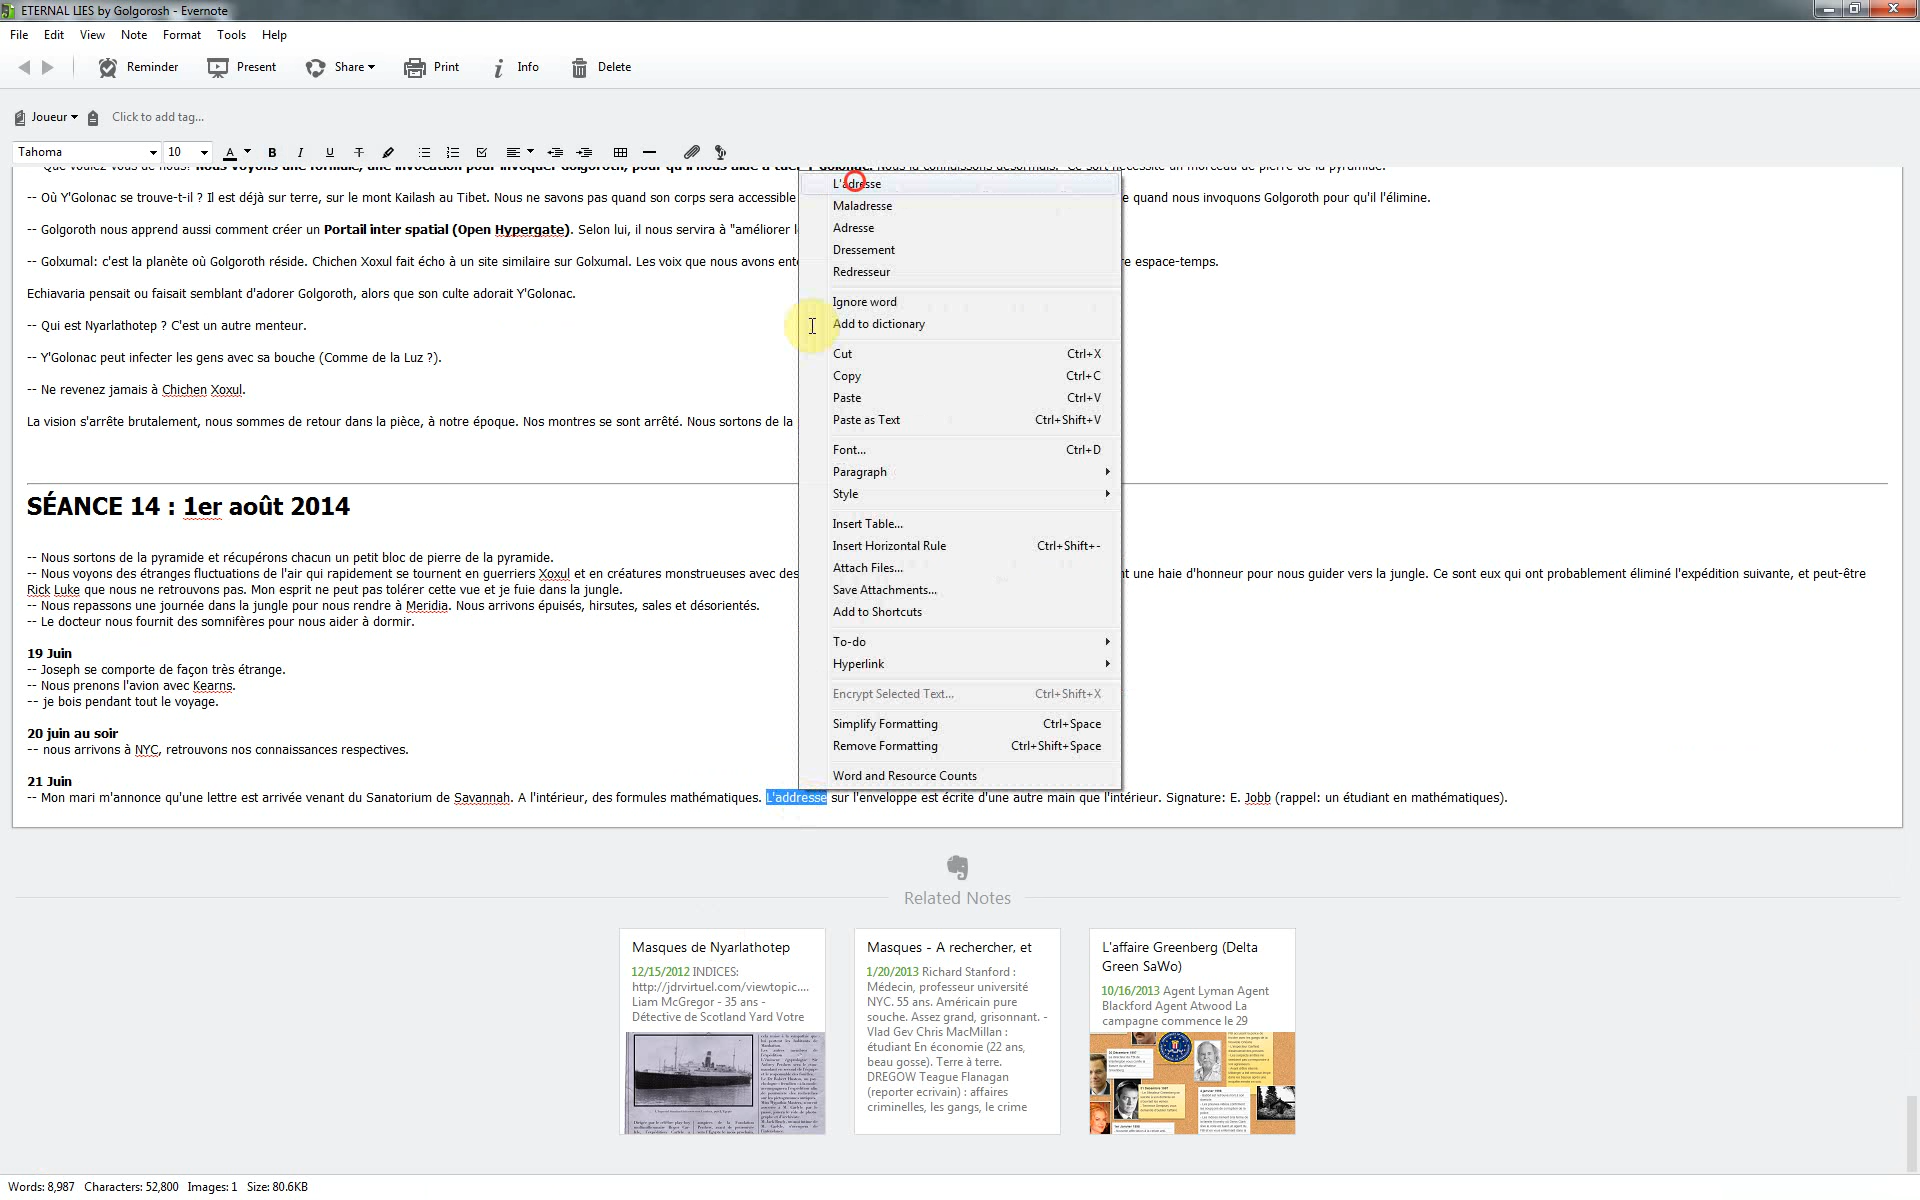 ETERNAL LIES by Golgorosh - Evernote
File Edit View Note Format Tools Help
Reminder Present Share Print Info Delete
Joueur Click to add tag...
Tahoma 10
-- Où Y'Golonac se trouve-t-il ? Il est déjà sur terre, sur le mont Kailash au Tibet. Nous ne savons pas quand son corps sera accessible e quand nous invoquons Golgoroth pour qu'il l'élimine.
-- Golgoroth nous apprend aussi comment créer un Portail inter spatial (Open Hypergate). Selon lui, il nous servira à "améliorer l
-- Golxumal: c'est la planète où Golgoroth réside. Chichen Xoxul fait écho à un site similaire sur Golxumal. Les voix que nous avons ente re espace-temps.
Echiavaria pensait ou faisait semblant d'adorer Golgoroth, alors que son culte adorait Y'Golonac.
-- Qui est Nyarlathotep ? C'est un autre menteur.
-- Y'Golonac peut infecter les gens avec sa bouche (Comme de la Luz ?).
-- Ne revenez jamais à Chichen Xoxul.
La vision s'arrête brutalement, nous sommes de retour dans la pièce, à notre époque. Nos montres se sont arrêté. Nous sortons de la
SÉANCE 14 : 1er août 2014
-- Nous sortons de la pyramide et récupérons chacun un petit bloc de pierre de la pyramide.
-- Nous voyons des étranges fluctuations de l'air qui rapidement se tournent en guerriers Xoxul et en créatures monstrueuses avec des nt une haie d'honneur pour nous guider vers la jungle. Ce sont eux qui ont probablement éliminé l'expédition suivante, et peut-être
Rick Luke que nous ne retrouvons pas. Mon esprit ne peut pas tolérer cette vue et je fuie dans la jungle.
-- Nous repassons une journée dans la jungle pour nous rendre à Meridia. Nous arrivons épuisés, hirsutes, sales et désorientés.
-- Le docteur nous fournit des somnifères pour nous aider à dormir.
19 Juin
-- Joseph se comporte de façon très étrange.
-- Nous prenons l'avion avec Kearns.
-- je bois pendant tout le voyage.
20 juin au soir
-- nous arrivons à NYC, retrouvons nos connaissances respectives.
21 Juin
-- Mon mari m'annonce qu'une lettre est arrivée venant du Sanatorium de Savannah. A l'intérieur, des formules mathématiques. L'addresse sur l'enveloppe est écrite d'une autre main que l'intérieur. Signature: E. Jobb (rappel: un étudiant en mathématiques).
L'adresse
Maladresse
Adresse
Dressement
Redresseur
Ignore word
Add to dictionary
Cut Ctrl+X
Copy Ctrl+C
Paste Ctrl+V
Paste as Text Ctrl+Shift+V
Font... Ctrl+D
Paragraph
Style
Insert Table...
Insert Horizontal Rule Ctrl+Shift+-
Attach Files...
Save Attachments...
Add to Shortcuts
To-do
Hyperlink
Encrypt Selected Text... Ctrl+Shift+X
Simplify Formatting Ctrl+Space
Remove Formatting Ctrl+Shift+Space
Word and Resource Counts
Related Notes
Masques de Nyarlathotep
12/15/2012 INDICES:
http://jdrvirtuel.com/viewtopic....
Liam McGregor - 35 ans -
Détective de Scotland Yard Votre
Masques - A rechercher, et
1/20/2013 Richard Stanford :
Médecin, professeur université
NYC. 55 ans. Américain pure
souche. Assez grand, grisonnant. -
Vlad Gev Chris MacMillan :
étudiant En économie (22 ans,
beau gosse). Terre à terre.
DREGOW Teague Flanagan
(reporter ecrivain) : affaires
criminelles, les gangs, le crime
L'affaire Greenberg (Delta
Green SaWo)
10/16/2013 Agent Lyman Agent
Blackford Agent Atwood La
campagne commence le 29
Words: 8,987 Characters: 52,800 Images: 1 Size: 80.6KB